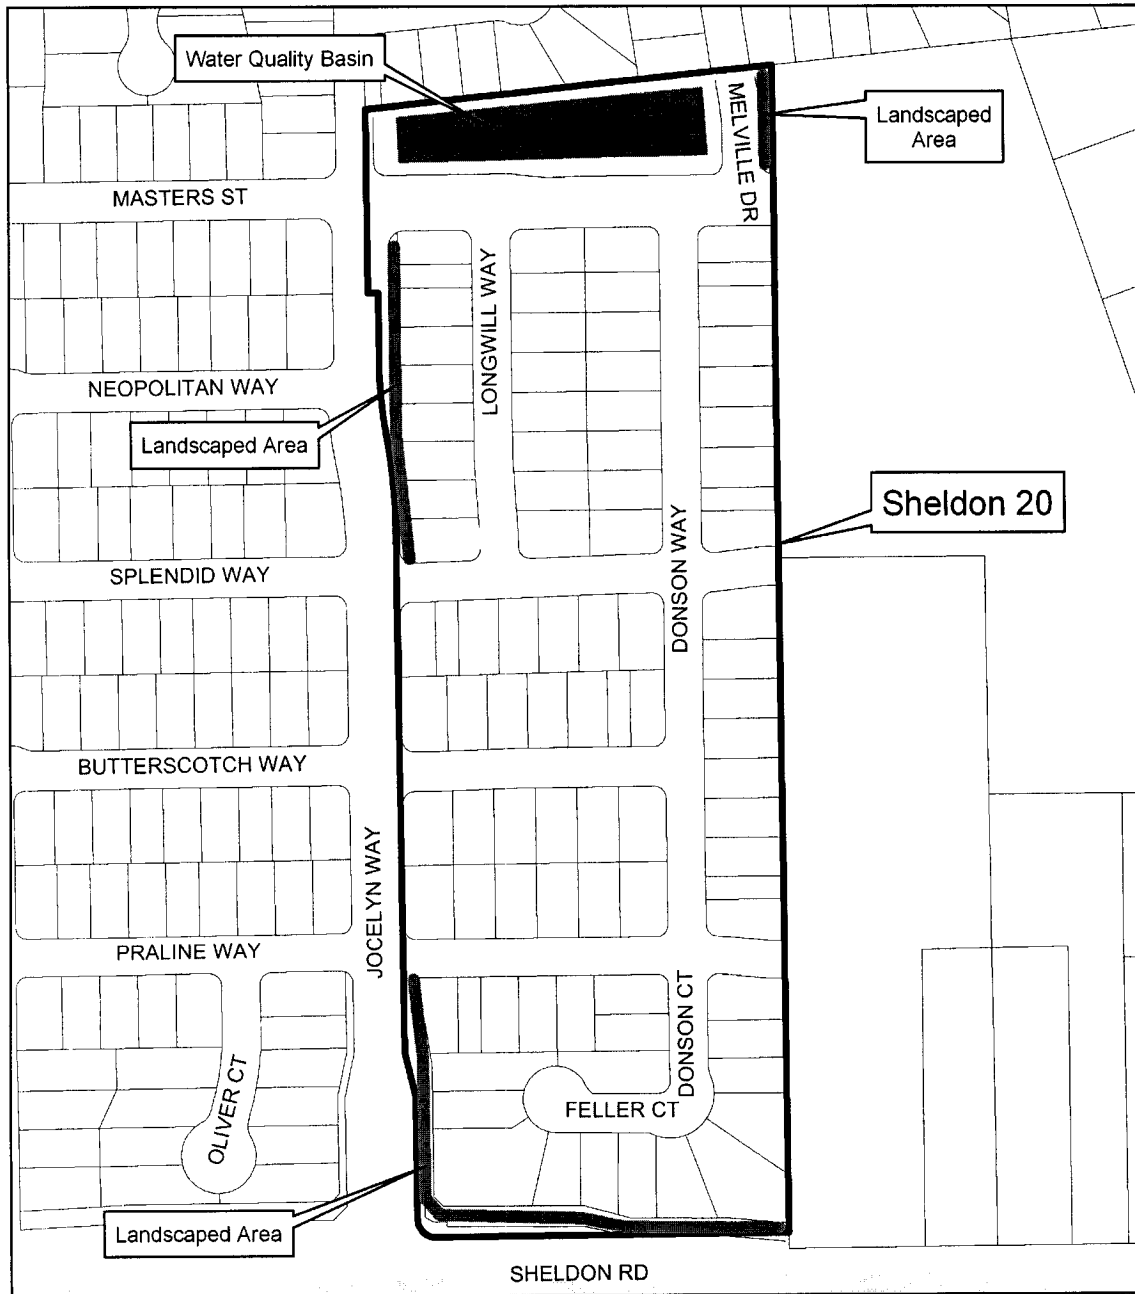 Water Quality Basin
MELVILLE DR
Landscaped
Area
MASTERS ST
LONGWILL WAY
NEOPOLITAN WAY
Landscaped Area
Sheldon 20
DONSON WAY
SPLENDID WAY
BUTTERSCOTCH WAY
JOCELYN WAY
PRALINE WAY
DONSON CT
OLIVER CT
FELLER CT
Landscaped Area
SHELDON RD